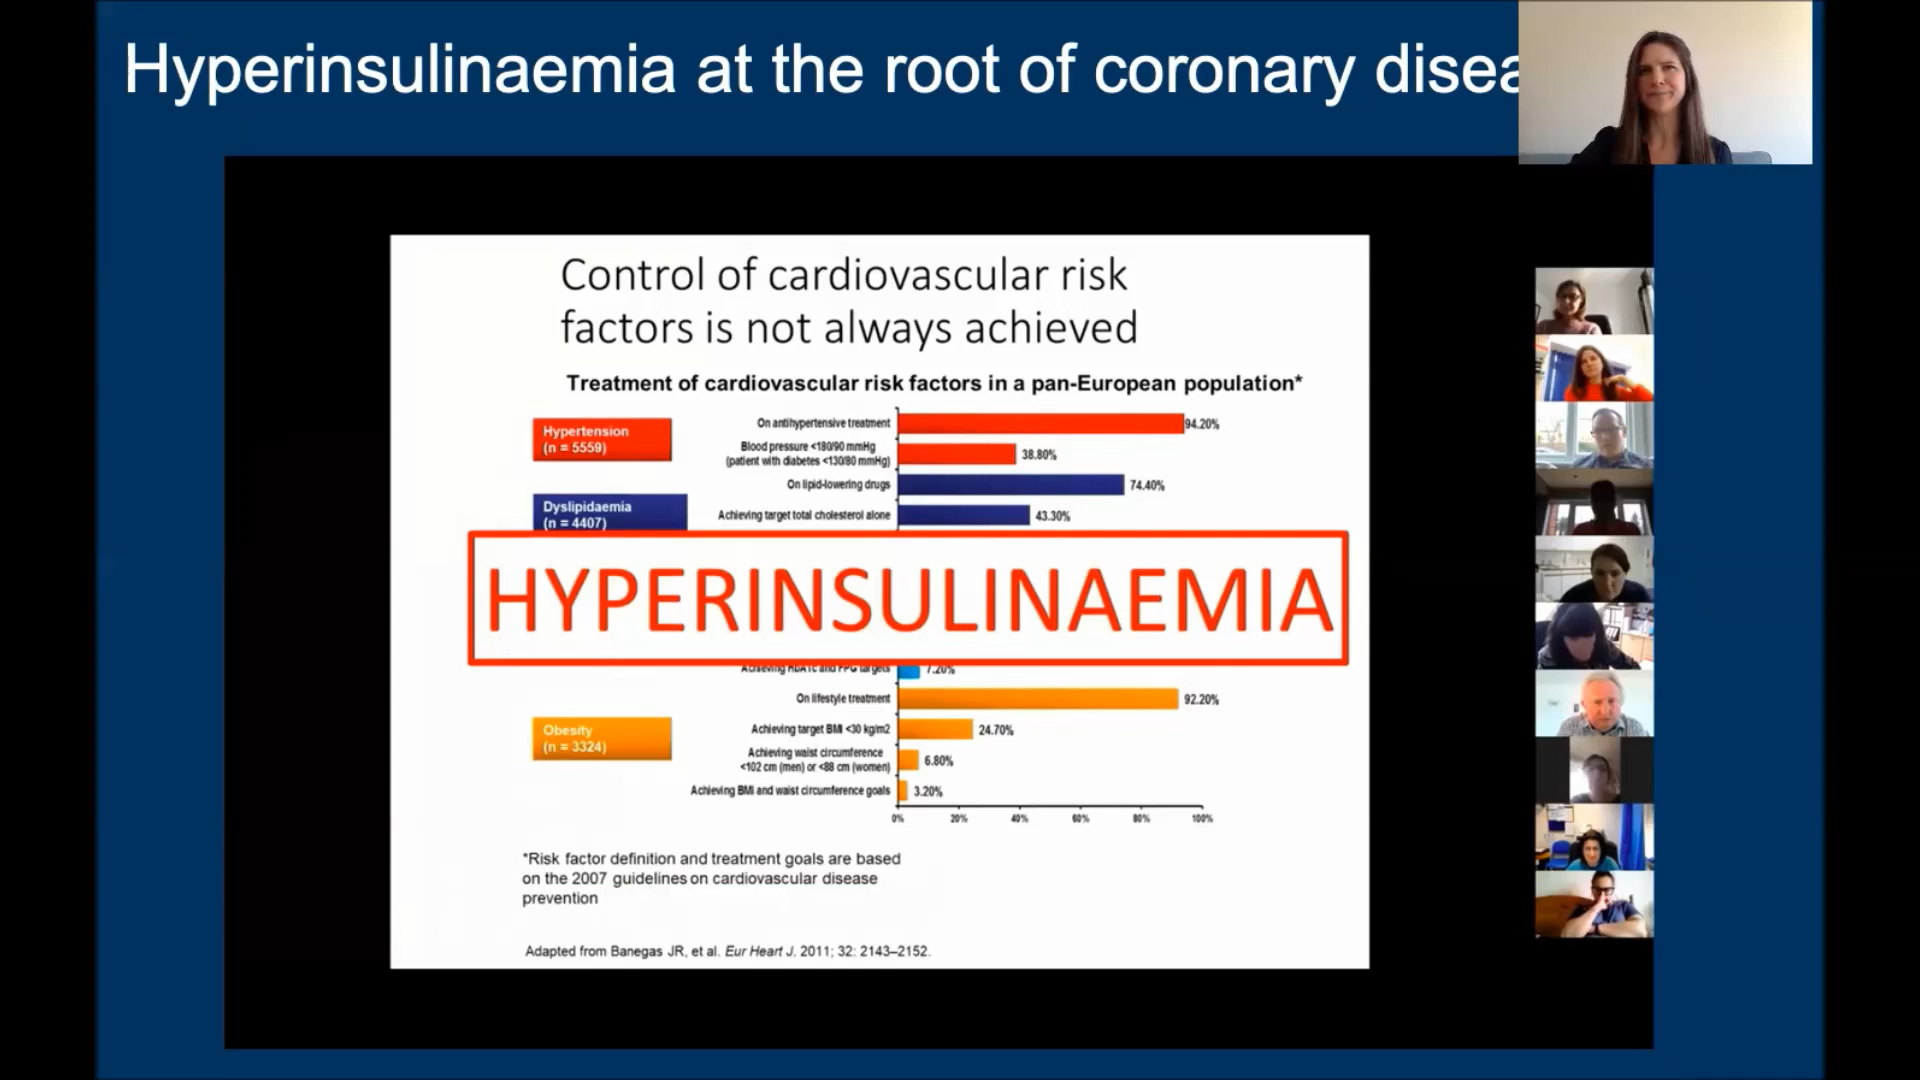 Hyperinsulinaemia at the root of coronary disea
Control of cardiovascular risk
factors is not always achieved
Treatment of cardiovascular risk factors in a pan-European population*
Hypertension
(n = 5559)
On antihypertensive treatment
94.20%
Blood pressure <180/90 mmHg
(patient with diabetes <130/80 mmHg)
38.80%
Dyslipidaemia
(n = 4407)
On lipid-lowering drugs
74.40%
Achieving target total cholesterol alone
43.30%
HYPERINSULINAEMIA
Achieving HbA1c and FPG targets
7.20%
Obesity
(n = 3324)
On lifestyle treatment
92.20%
Achieving target BMI <30 kg/m2
24.70%
Achieving waist circumference
<102 cm (men) or <88 cm (women)
6.80%
Achieving BMI and waist circumference goals
3.20%
0% 20% 40% 60% 80% 100%
*Risk factor definition and treatment goals are based
on the 2007 guidelines on cardiovascular disease
prevention
Adapted from Banegas JR, et al. Eur Heart J. 2011; 32: 2143–2152.